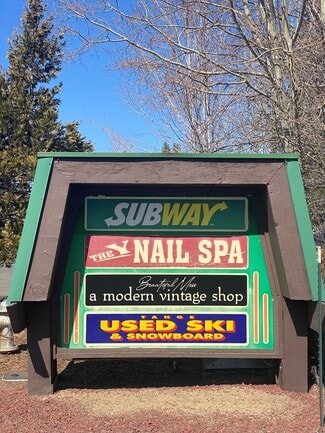 SUBWAY
THE Y NAIL SPA
Beautiful Mess
a modern vintage shop
TAHOE
USED SKI
& SNOWBOARD